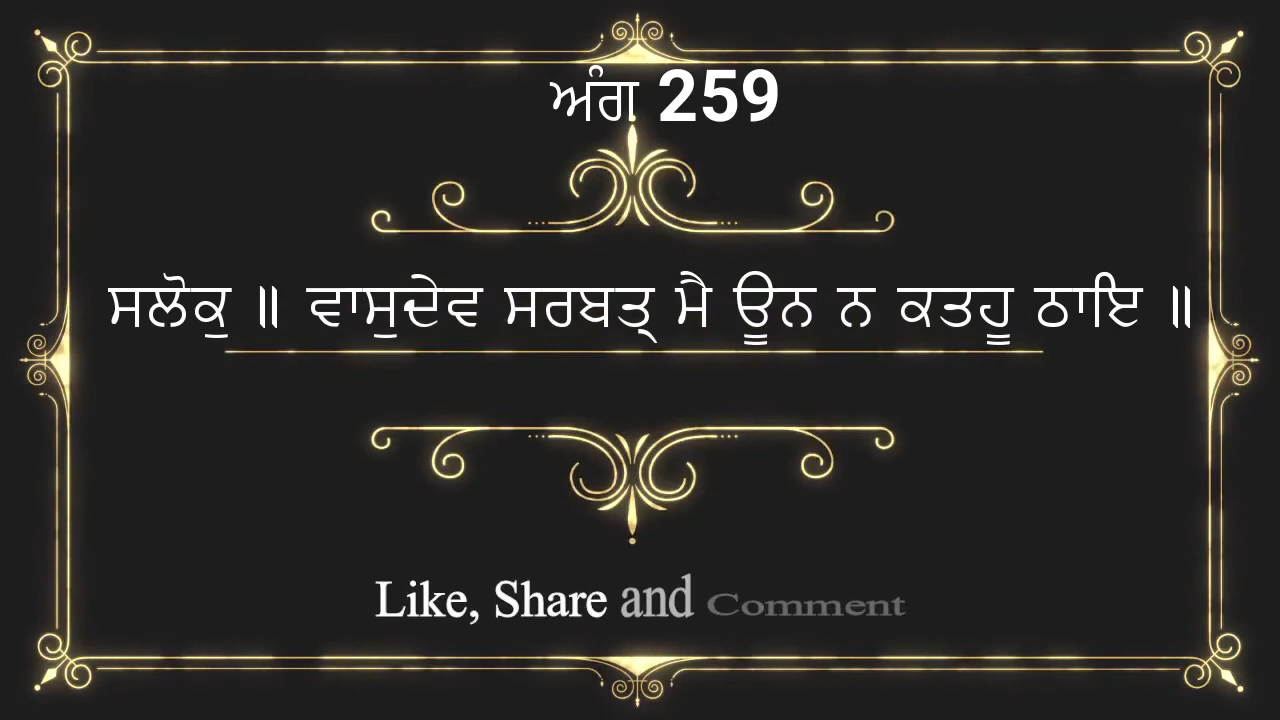 ਅੰਗ 259
ਸਲੋਕੁ ॥ ਵਾਸੁਦੇਵ ਸਰਬਤ੍ ਮੈ ਊਨ ਨ ਕਤਹੂ ਠਾਇ ॥
Like, Share and Comment